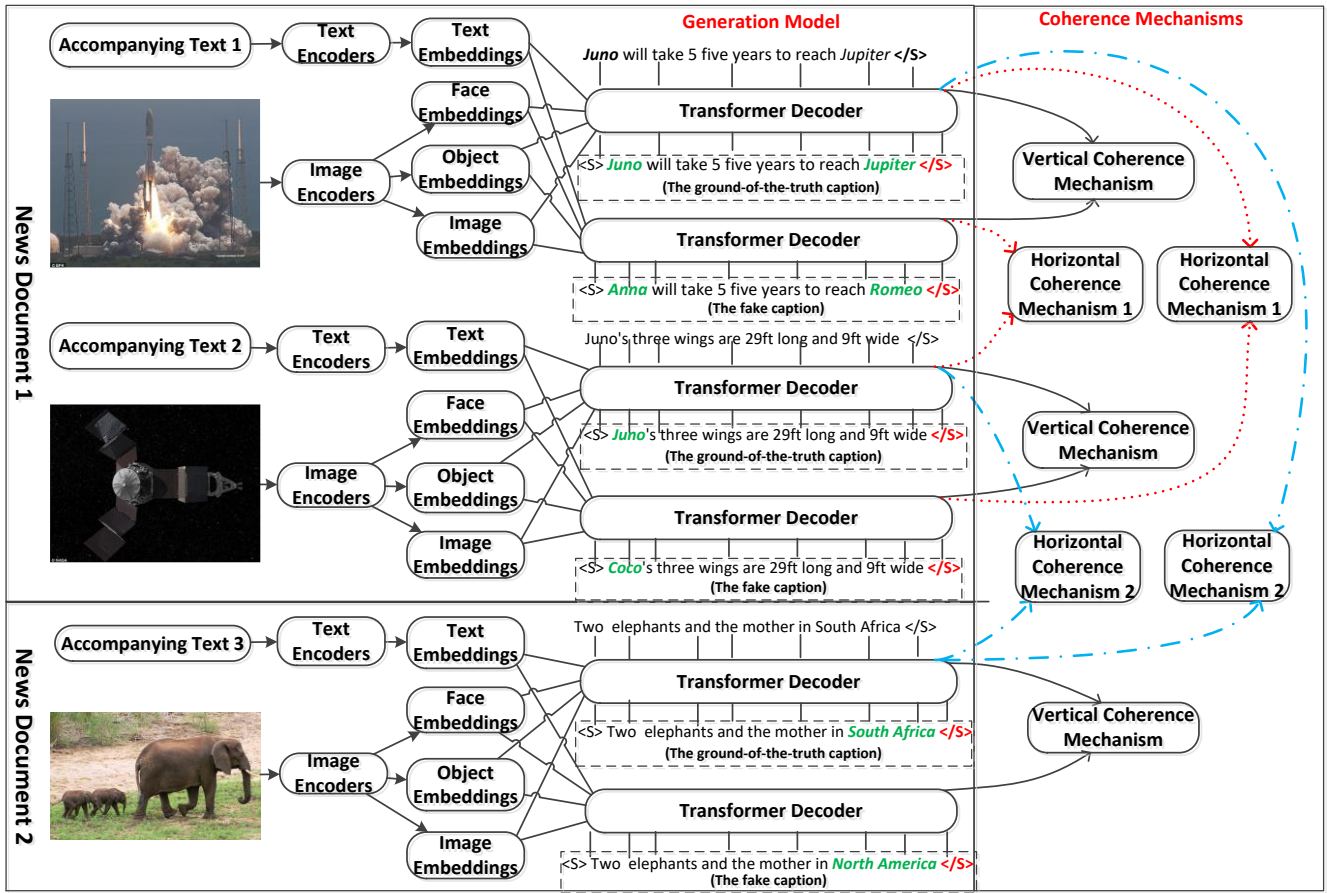 Generation Model
Coherence Mechanisms
News Document 1
Accompanying Text 1
Text
Encoders
Text
Embeddings
Face
Embeddings
Image
Encoders
Object
Embeddings
Image
Embeddings
Juno will take 5 five years to reach Jupiter </S>
Transformer Decoder
<S> Juno will take 5 five years to reach Jupiter </S>
(The ground-of-the-truth caption)
Transformer Decoder
<S> Anna will take 5 five years to reach Romeo </S>
(The fake caption)
Vertical Coherence
Mechanism
Horizontal
Coherence
Mechanism 1
Horizontal
Coherence
Mechanism 1
Accompanying Text 2
Text
Encoders
Text
Embeddings
Face
Embeddings
Image
Encoders
Object
Embeddings
Image
Embeddings
Juno's three wings are 29ft long and 9ft wide </S>
Transformer Decoder
<S> Juno's three wings are 29ft long and 9ft wide </S>
(The ground-of-the-truth caption)
Transformer Decoder
<S> Coco's three wings are 29ft long and 9ft wide </S>
(The fake caption)
Vertical Coherence
Mechanism
Horizontal
Coherence
Mechanism 2
Horizontal
Coherence
Mechanism 2
News Document 2
Accompanying Text 3
Text
Encoders
Text
Embeddings
Face
Embeddings
Image
Encoders
Object
Embeddings
Image
Embeddings
Two elephants and the mother in South Africa </S>
Transformer Decoder
<S> Two elephants and the mother in South Africa </S>
(The ground-of-the-truth caption)
Transformer Decoder
<S> Two elephants and the mother in North America </S>
(The fake caption)
Vertical Coherence
Mechanism